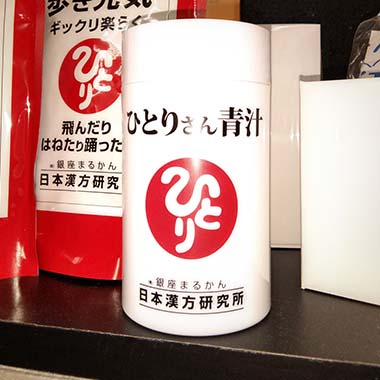 歩き元気
ギックリ楽らく
ひとり
飛んだり
はねたり踊った
㈱銀座まるかん
日本漢方研究
ひとりさん青汁
ひとり
㈱銀座まるかん
日本漢方研究所